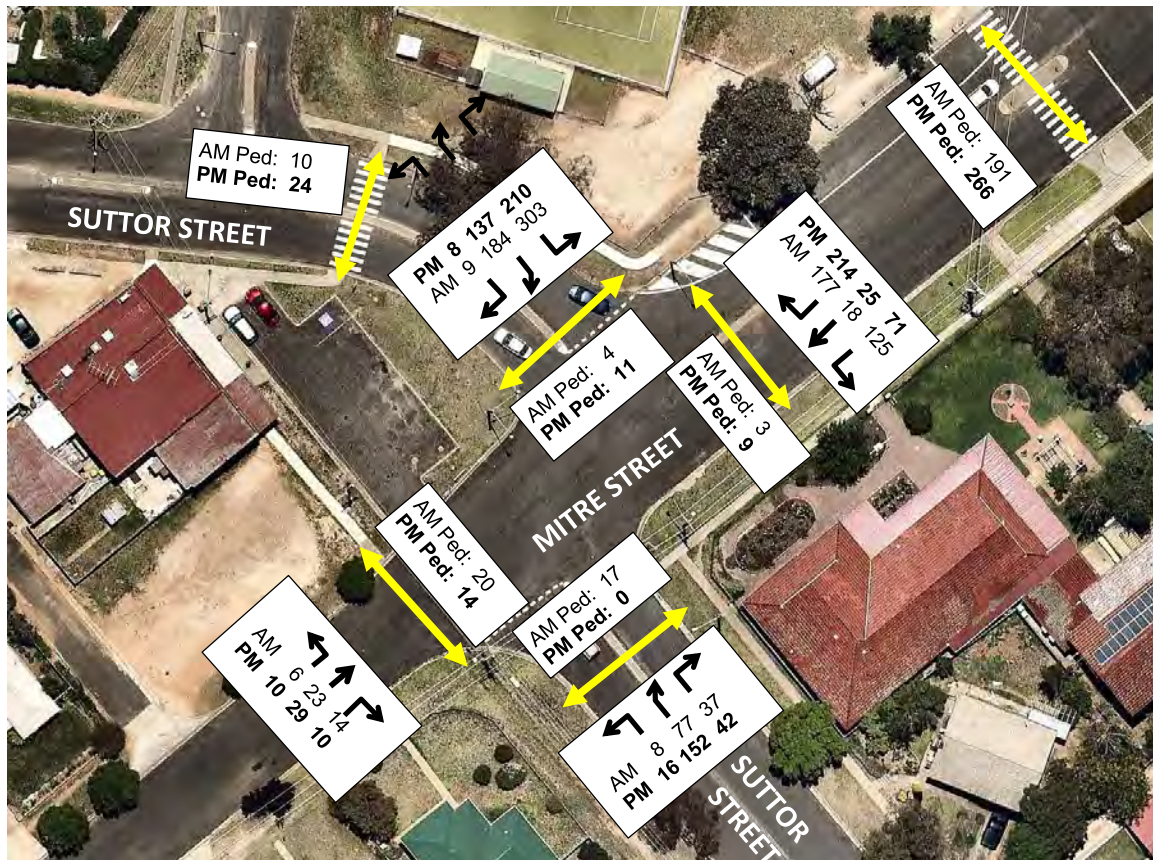 AM Ped: 191
PM Ped: 266
AM Ped: 10
PM Ped: 24
SUTTOR STREET
PM 8 137 210
AM 9 184 303
PM 214 25 71
AM 177 18 125
AM Ped: 4
PM Ped: 11
AM Ped: 3
PM Ped: 9
MITRE STREET
AM Ped: 20
PM Ped: 14
AM Ped: 17
PM Ped: 0
AM 6 23 14
PM 10 29 10
AM 8 77 37
PM 16 152 42
SUTTOR
STREET